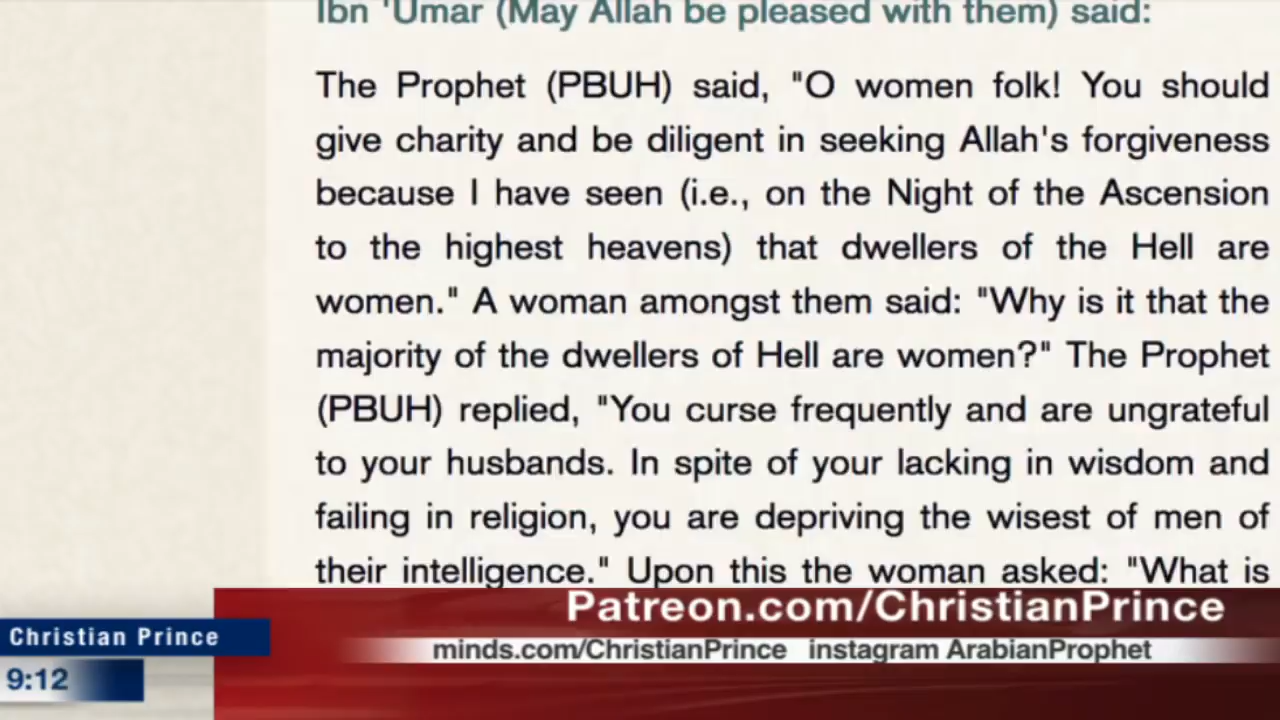 Ibn 'Umar (May Allah be pleased with them) said:
The Prophet (PBUH) said, "O women folk! You should
give charity and be diligent in seeking Allah's forgiveness
because I have seen (i.e., on the Night of the Ascension
to the highest heavens) that dwellers of the Hell are
women." A woman amongst them said: "Why is it that the
majority of the dwellers of Hell are women?" The Prophet
(PBUH) replied, "You curse frequently and are ungrateful
to your husbands. In spite of your lacking in wisdom and
failing in religion, you are depriving the wisest of men of
their intelligence." Upon this the woman asked: "What is
Patreon.com/ChristianPrince
Christian Prince
minds.com/ChristianPrince instagram ArabianProphet
9:12